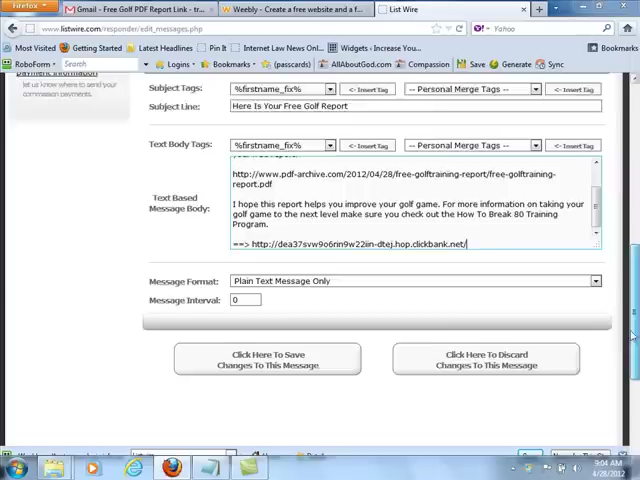 Firefox
Gmail - Free Golf PDF Report Link - tr...
Weebly - Create a free website and a f...
List Wire
www.listwire.com/responder/edit_messages.php
Yahoo
Most Visited
Getting Started
Latest Headlines
Pin It
Internet Law News Onli...
Widgets - Increase You...
Bookmarks
RoboForm
Search
Logins
Bookmarks
(passcards)
AllAboutGod.com
Compassion
Save
Generate
Sync
payment information
let us know where to send your
commission payments.
Subject Tags:
%firstname_fix%
<- Insert Tag
-- Personal Merge Tags --
<- Insert Tag
Subject Line:
Here Is Your Free Golf Report
Text Body Tags:
%firstname_fix%
<- Insert Tag
-- Personal Merge Tags --
<- Insert Tag
Text Based
Message Body:
http://www.pdf-archive.com/2012/04/28/free-golftraining-report/free-golftraining-
report.pdf
I hope this report helps you improve your golf game. For more information on taking your
golf game to the next level make sure you check out the How To Break 80 Training
Program.
==> http://dea37svw9o6rin9w22iin-dtej.hop.clickbank.net/
Message Format:
Plain Text Message Only
Message Interval:
0
Click Here To Save
Changes To This Message
Click Here To Discard
Changes To This Message
9:04 AM
4/28/2012